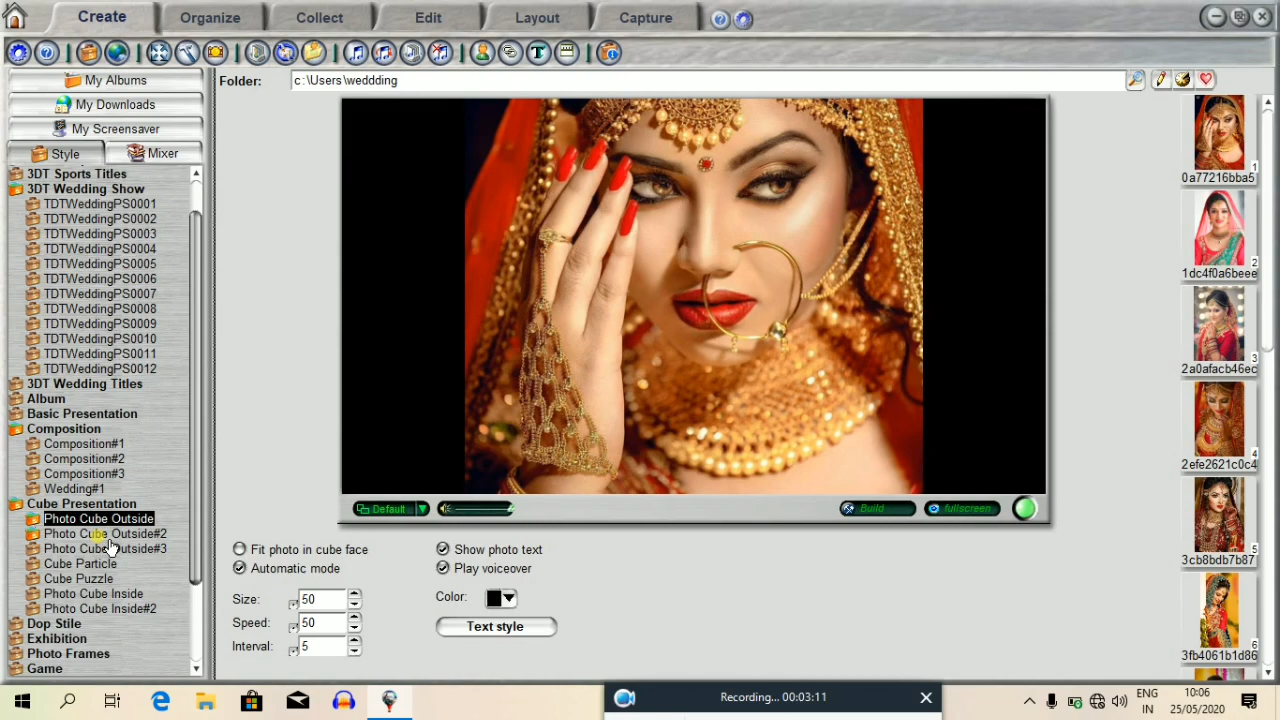 Create
Organize
Collect
Edit
Layout
Capture
My Albums
My Downloads
My Screensaver
Style
Mixer
3DT Sports Titles
3DT Wedding Show
TDTWeddingPS0001
TDTWeddingPS0002
TDTWeddingPS0003
TDTWeddingPS0004
TDTWeddingPS0005
TDTWeddingPS0006
TDTWeddingPS0007
TDTWeddingPS0008
TDTWeddingPS0009
TDTWeddingPS0010
TDTWeddingPS0011
TDTWeddingPS0012
3DT Wedding Titles
Album
Basic Presentation
Composition
Composition#1
Composition#2
Composition#3
Wedding#1
Cube Presentation
Photo Cube Outside
Photo Cube Outside#2
Photo Cube Outside#3
Cube Particle
Cube Puzzle
Photo Cube Inside
Photo Cube Inside#2
Dop Stile
Exhibition
Photo Frames
Game
Folder: c:\Users\weddding
Default
Build
fullscreen
Fit photo in cube face
Automatic mode
Size: 50
Speed: 50
Interval: 5
Show photo text
Play voiceover
Color:
Text style
1
0a77216bba5
2
1dc4f0a6beee
3
2a0afacb46ec
4
2efe2621c0c4
5
3cb8bdb7b87
6
3fb4061b1d86
Recording... 00:03:11
ENG
IN
10:06
25/05/2020